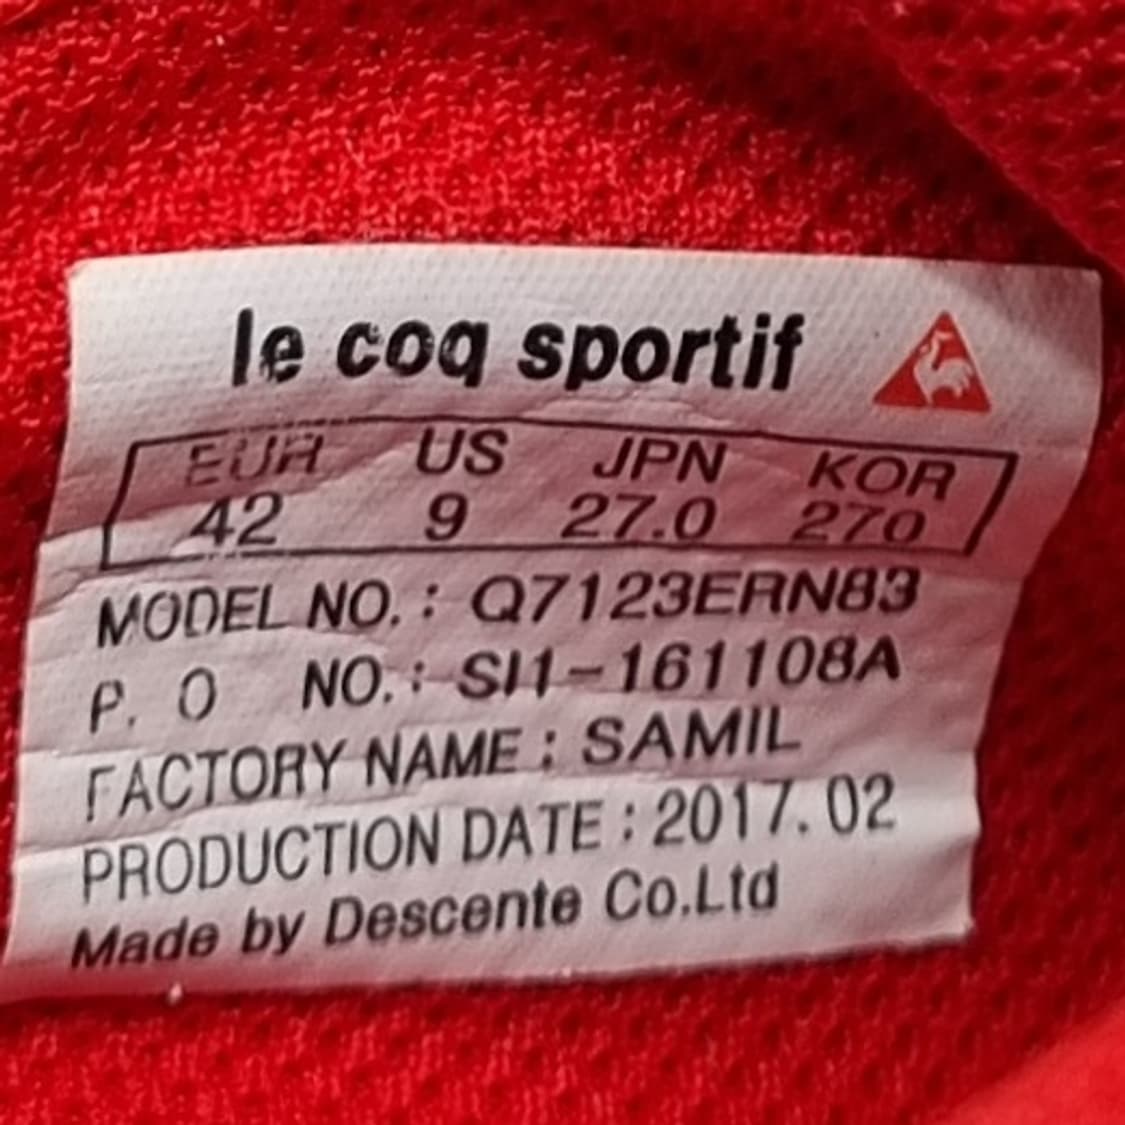 le coq sportif
EUR US JPN KOR
42 9 27.0 270
MODEL NO. : Q7123ERN83
P. O NO. : SI1-161108A
FACTORY NAME : SAMIL
PRODUCTION DATE : 2017. 02
Made by Descente Co.Ltd